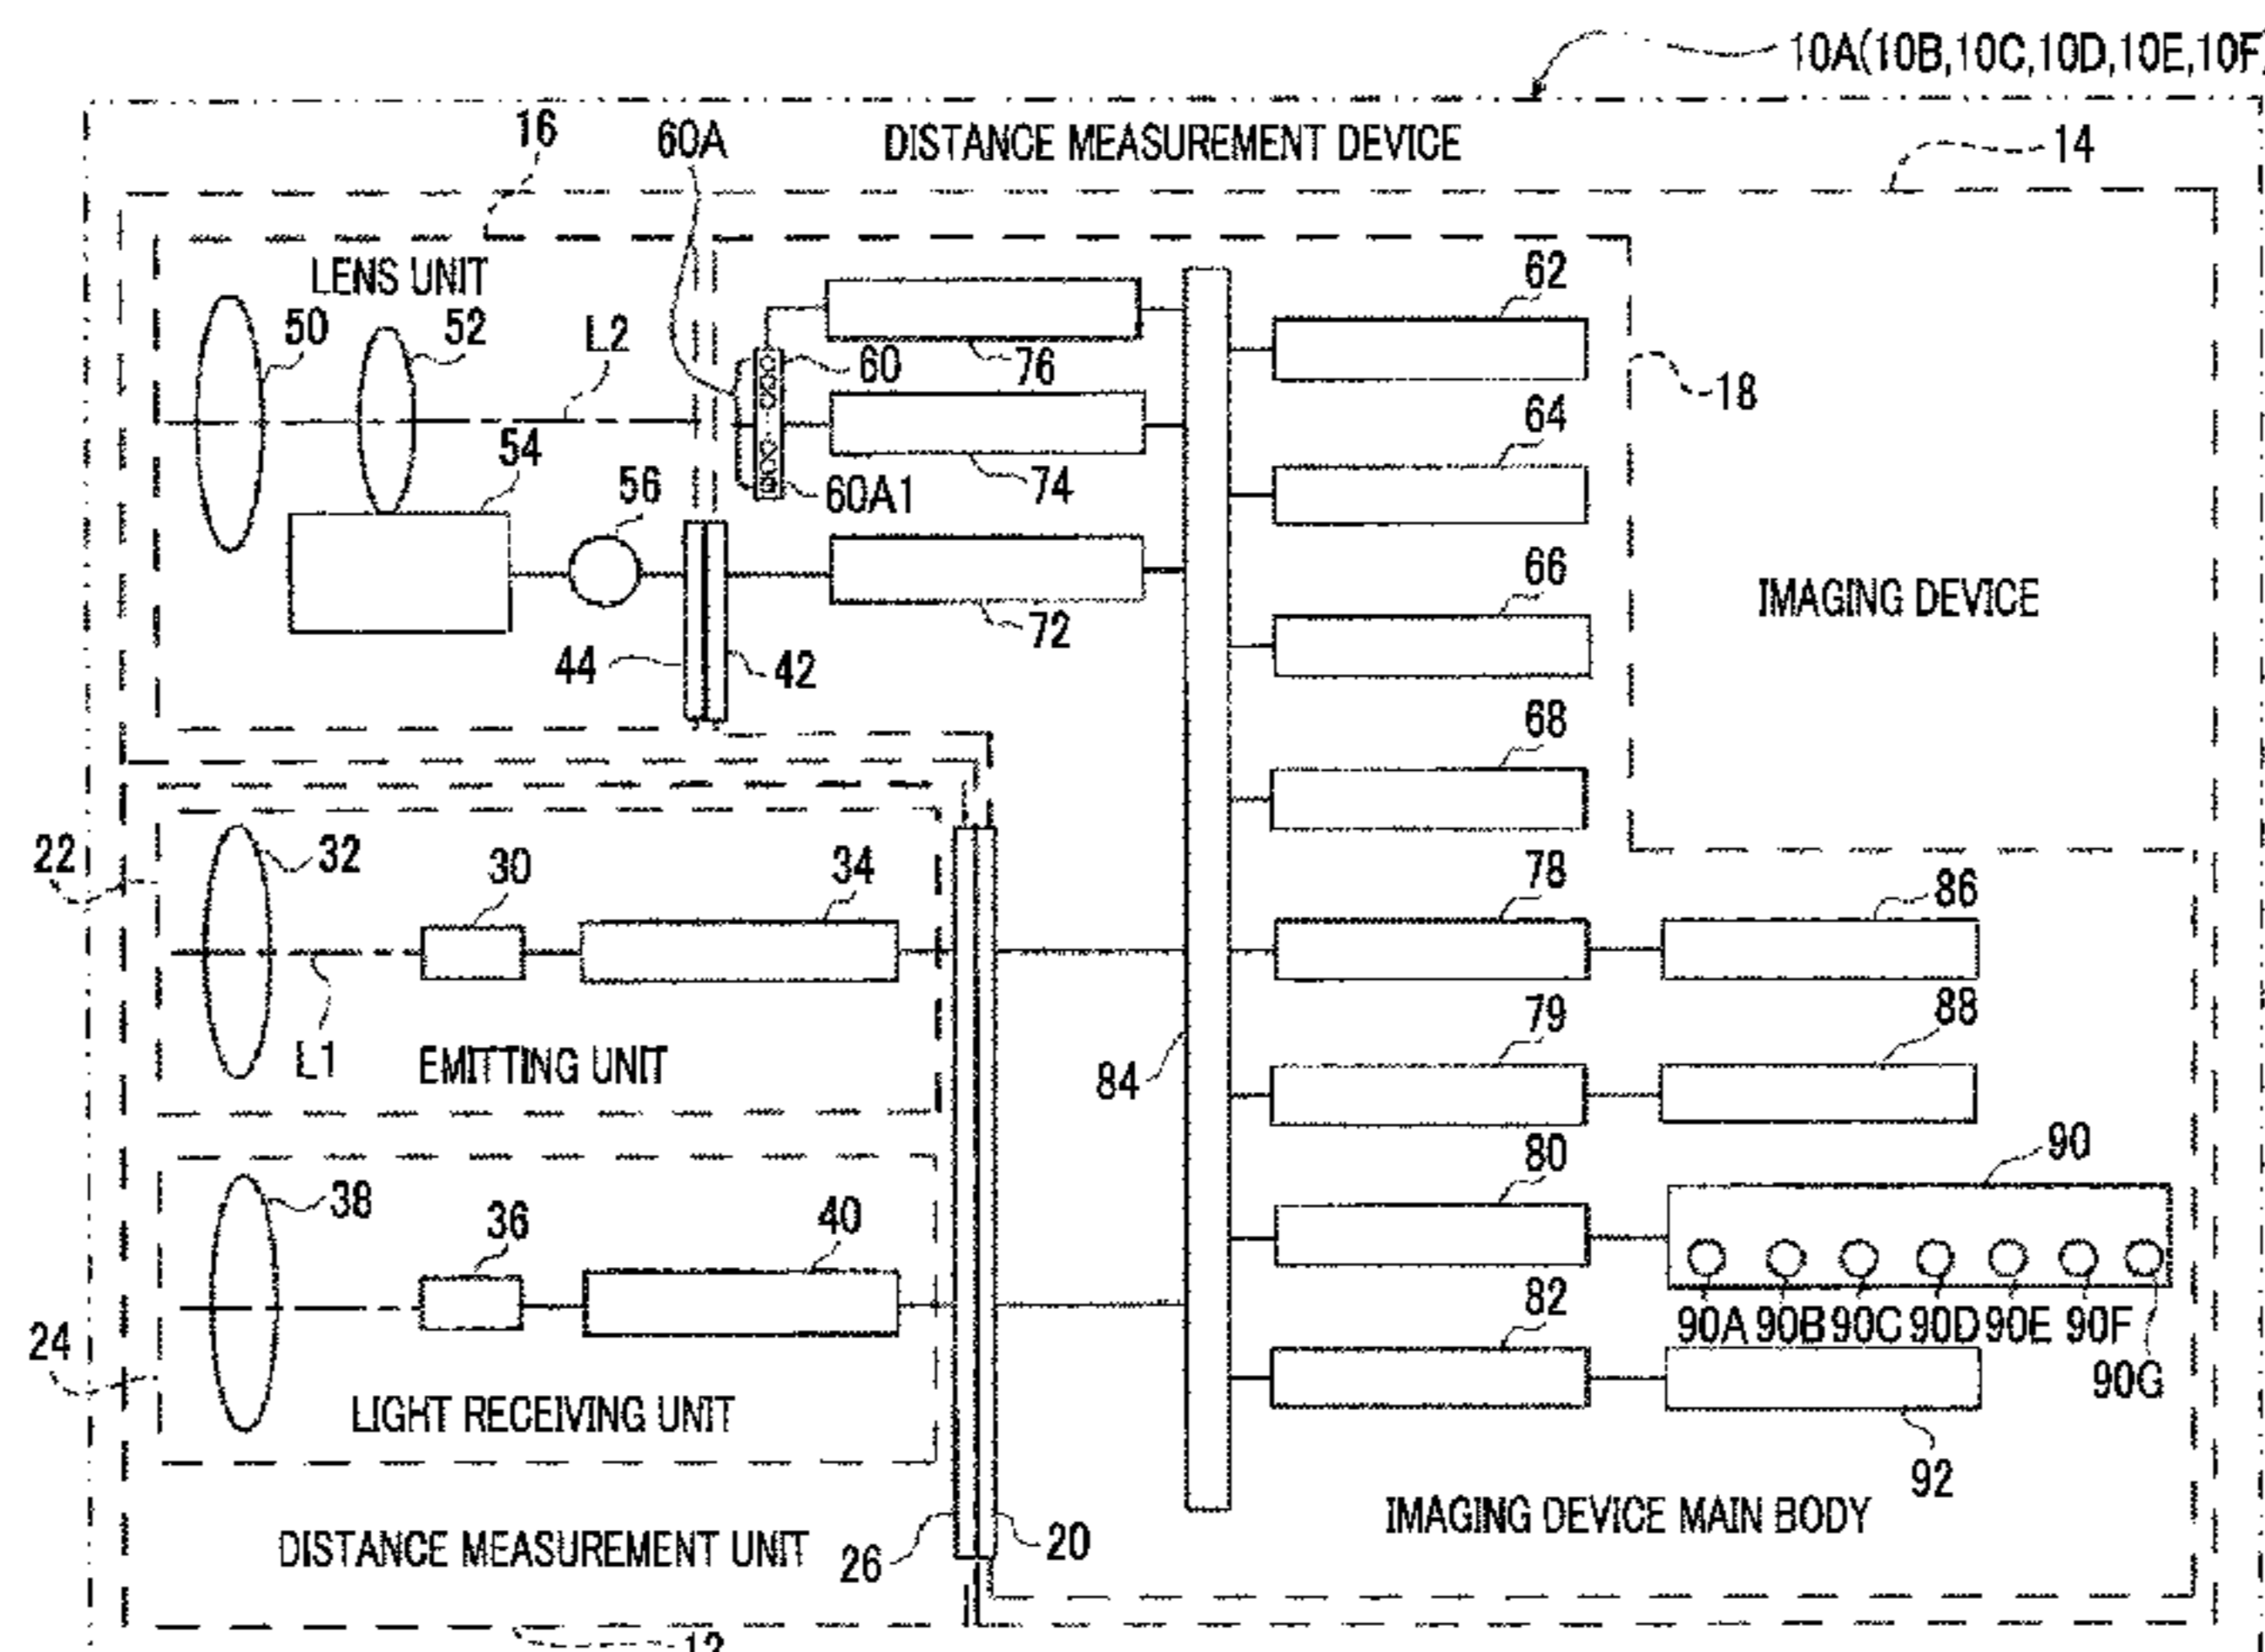 10A(10B,10C,10D,10E,10F)
DISTANCE MEASUREMENT DEVICE
16
60A
14
LENS UNIT
50
52
L2
60
76
62
18
54
56
60A1
74
64
44
42
72
66
IMAGING DEVICE
68
22
32
30
34
78
86
L1
EMITTING UNIT
84
79
88
24
38
36
40
80
90
90A 90B 90C 90D 90E 90F
90G
LIGHT RECEIVING UNIT
82
92
DISTANCE MEASUREMENT UNIT
26
20
IMAGING DEVICE MAIN BODY
12